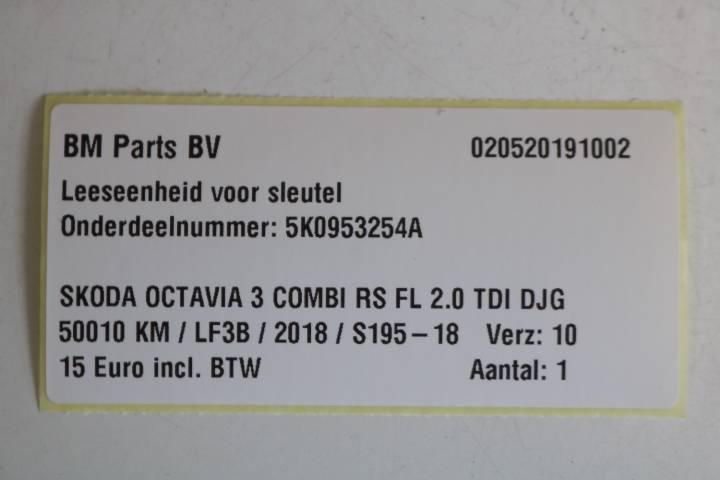 BM Parts BV 020520191002
Leeseenheid voor sleutel
Onderdeelnummer: 5K0953254A
SKODA OCTAVIA 3 COMBI RS FL 2.0 TDI DJG
50010 KM / LF3B / 2018 / S195-18 Verz: 10
15 Euro incl. BTW Aantal: 1